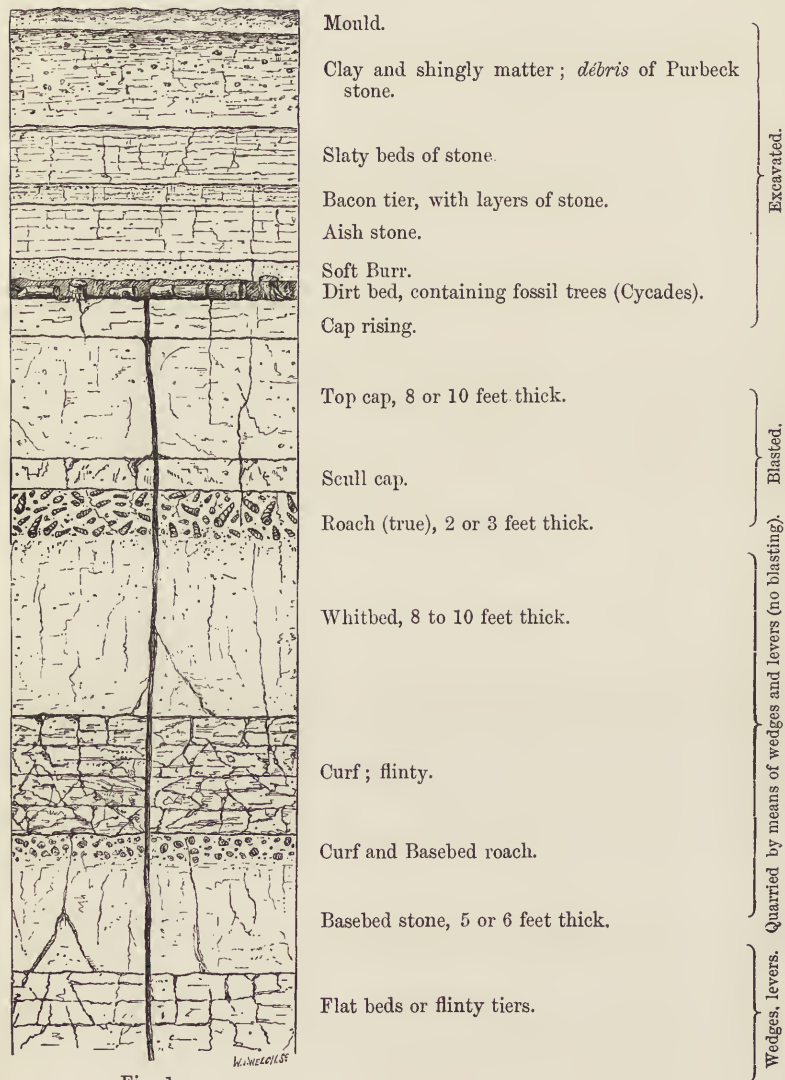 Mould.
Clay and shingly matter ; débris of Purbeck
stone.
Slaty beds of stone.
Bacon tier, with layers of stone.
Aish stone.
Soft Burr.
Dirt bed, containing fossil trees (Cycades).
Cap rising.
Excavated.
Top cap, 8 or 10 feet thick.
Scull cap.
Roach (true), 2 or 3 feet thick.
Blasted.
Whitbed, 8 to 10 feet thick.
Curf ; flinty.
Curf and Basebed roach.
Basebed stone, 5 or 6 feet thick.
Quarried by means of wedges and levers (no blasting).
Flat beds or flinty tiers.
Wedges, levers.